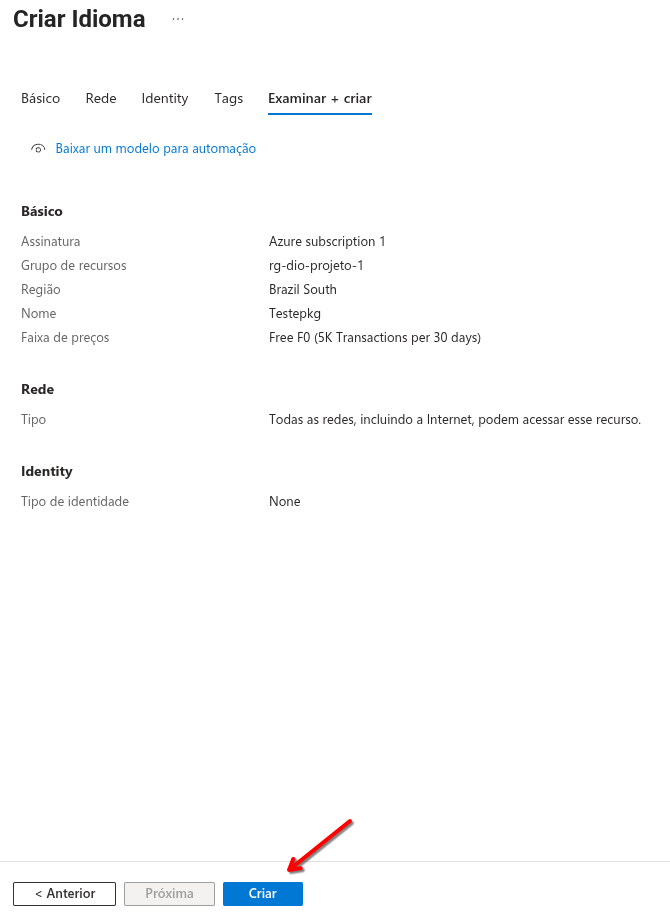 Criar Idioma ...
Básico Rede Identity Tags Examinar + criar
Baixar um modelo para automação
Básico
Assinatura Azure subscription 1
Grupo de recursos rg-dio-projeto-1
Região Brazil South
Nome Testepkg
Faixa de preços Free F0 (5K Transactions per 30 days)
Rede
Tipo Todas as redes, incluindo a Internet, podem acessar esse recurso.
Identity
Tipo de identidade None
< Anterior Próxima Criar